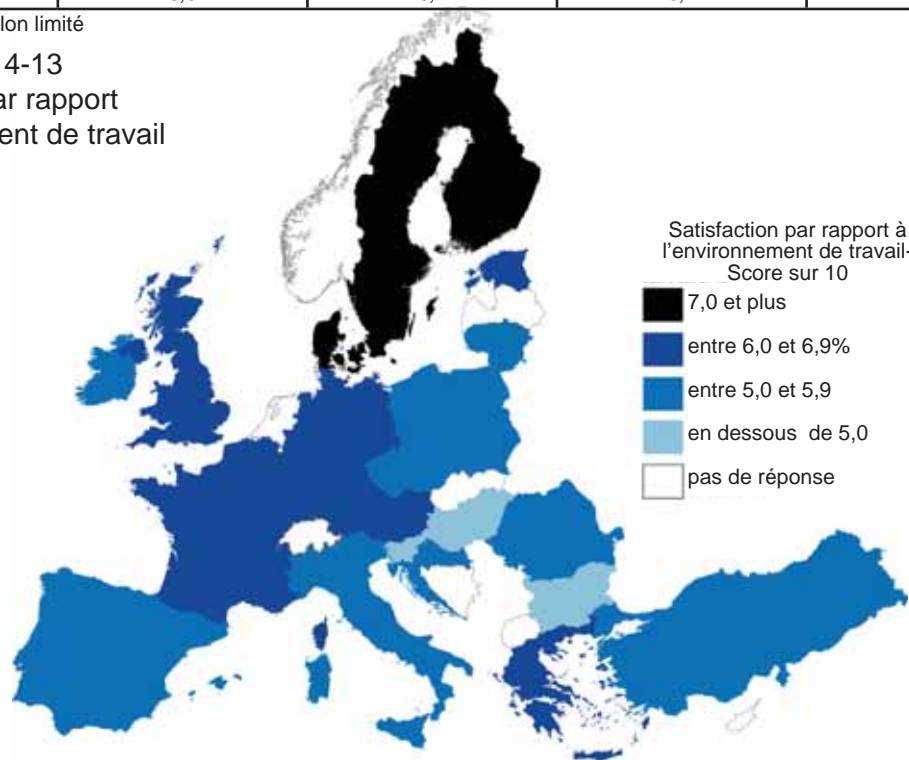 lon limité
4-13
ar rapport
ent de travail
Satisfaction par rapport à
l'environnement de travail-
Score sur 10
7,0 et plus
entre 6,0 et 6,9%
entre 5,0 et 5,9
en dessous de 5,0
pas de réponse